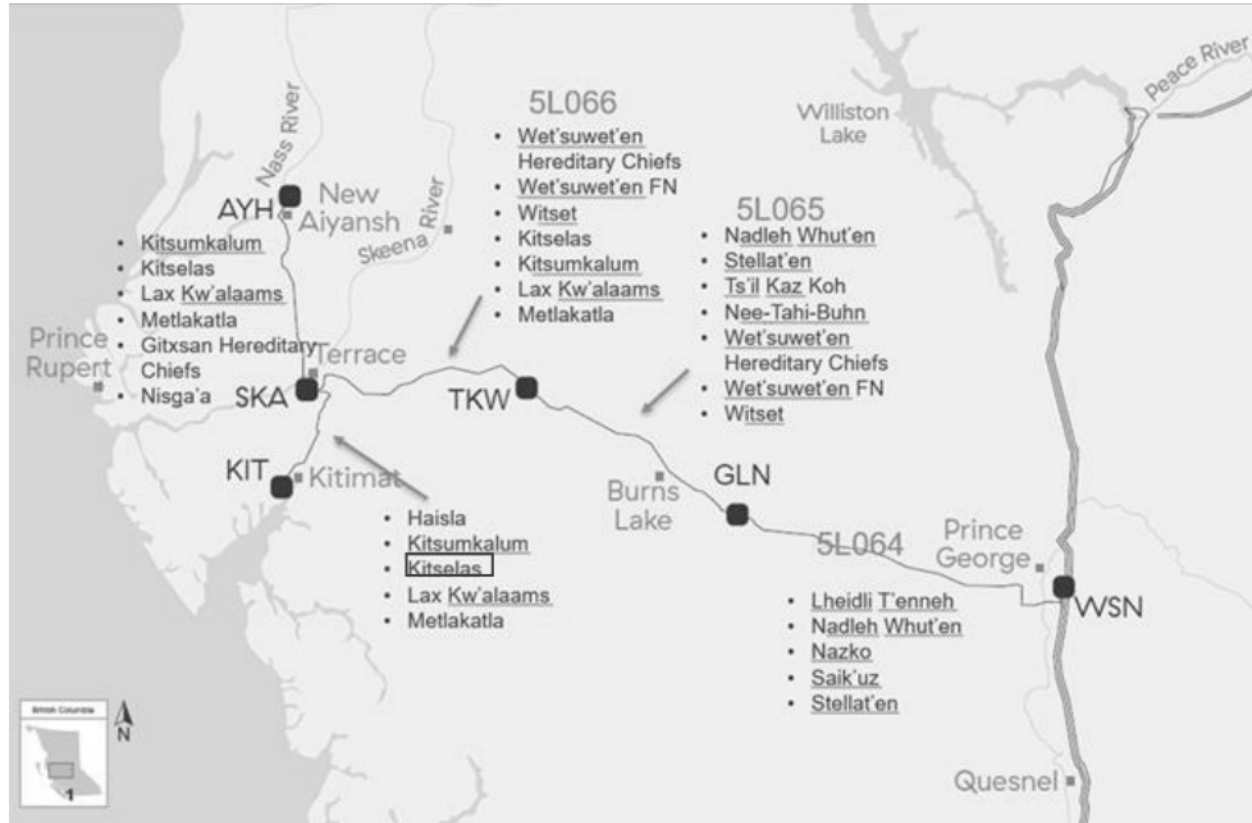 Peace River
Williston
Lake
Nass River
AYH
New
Aiyansh
Skeena River
• Kitsumkalum
• Kitselas
• Lax Kw'alaams
• Metlakatla
• Gitxsan Hereditary
Chiefs
• Nisga'a
5L066
• Wet'suwet'en
Hereditary Chiefs
• Wet'suwet'en FN
• Witset
• Kitselas
• Kitsumkalum
• Lax Kw'alaams
• Metlakatla
5L065
• Nadleh Whut'en
• Stellat'en
• Ts'il Kaz Koh
• Nee-Tahi-Buhn
• Wet'suwet'en
Hereditary Chiefs
• Wet'suwet'en FN
• Witset
Prince
Rupert
Terrace
SKA
TKW
KIT
Kitimat
Burns
Lake
GLN
• Haisla
• Kitsumkalum
• Kitselas
• Lax Kw'alaams
• Metlakatla
5L064
Prince
George
WSN
• Lheidli T'enneh
• Nadleh Whut'en
• Nazko
• Saik'uz
• Stellat'en
Quesnel
British Columbia
1
N